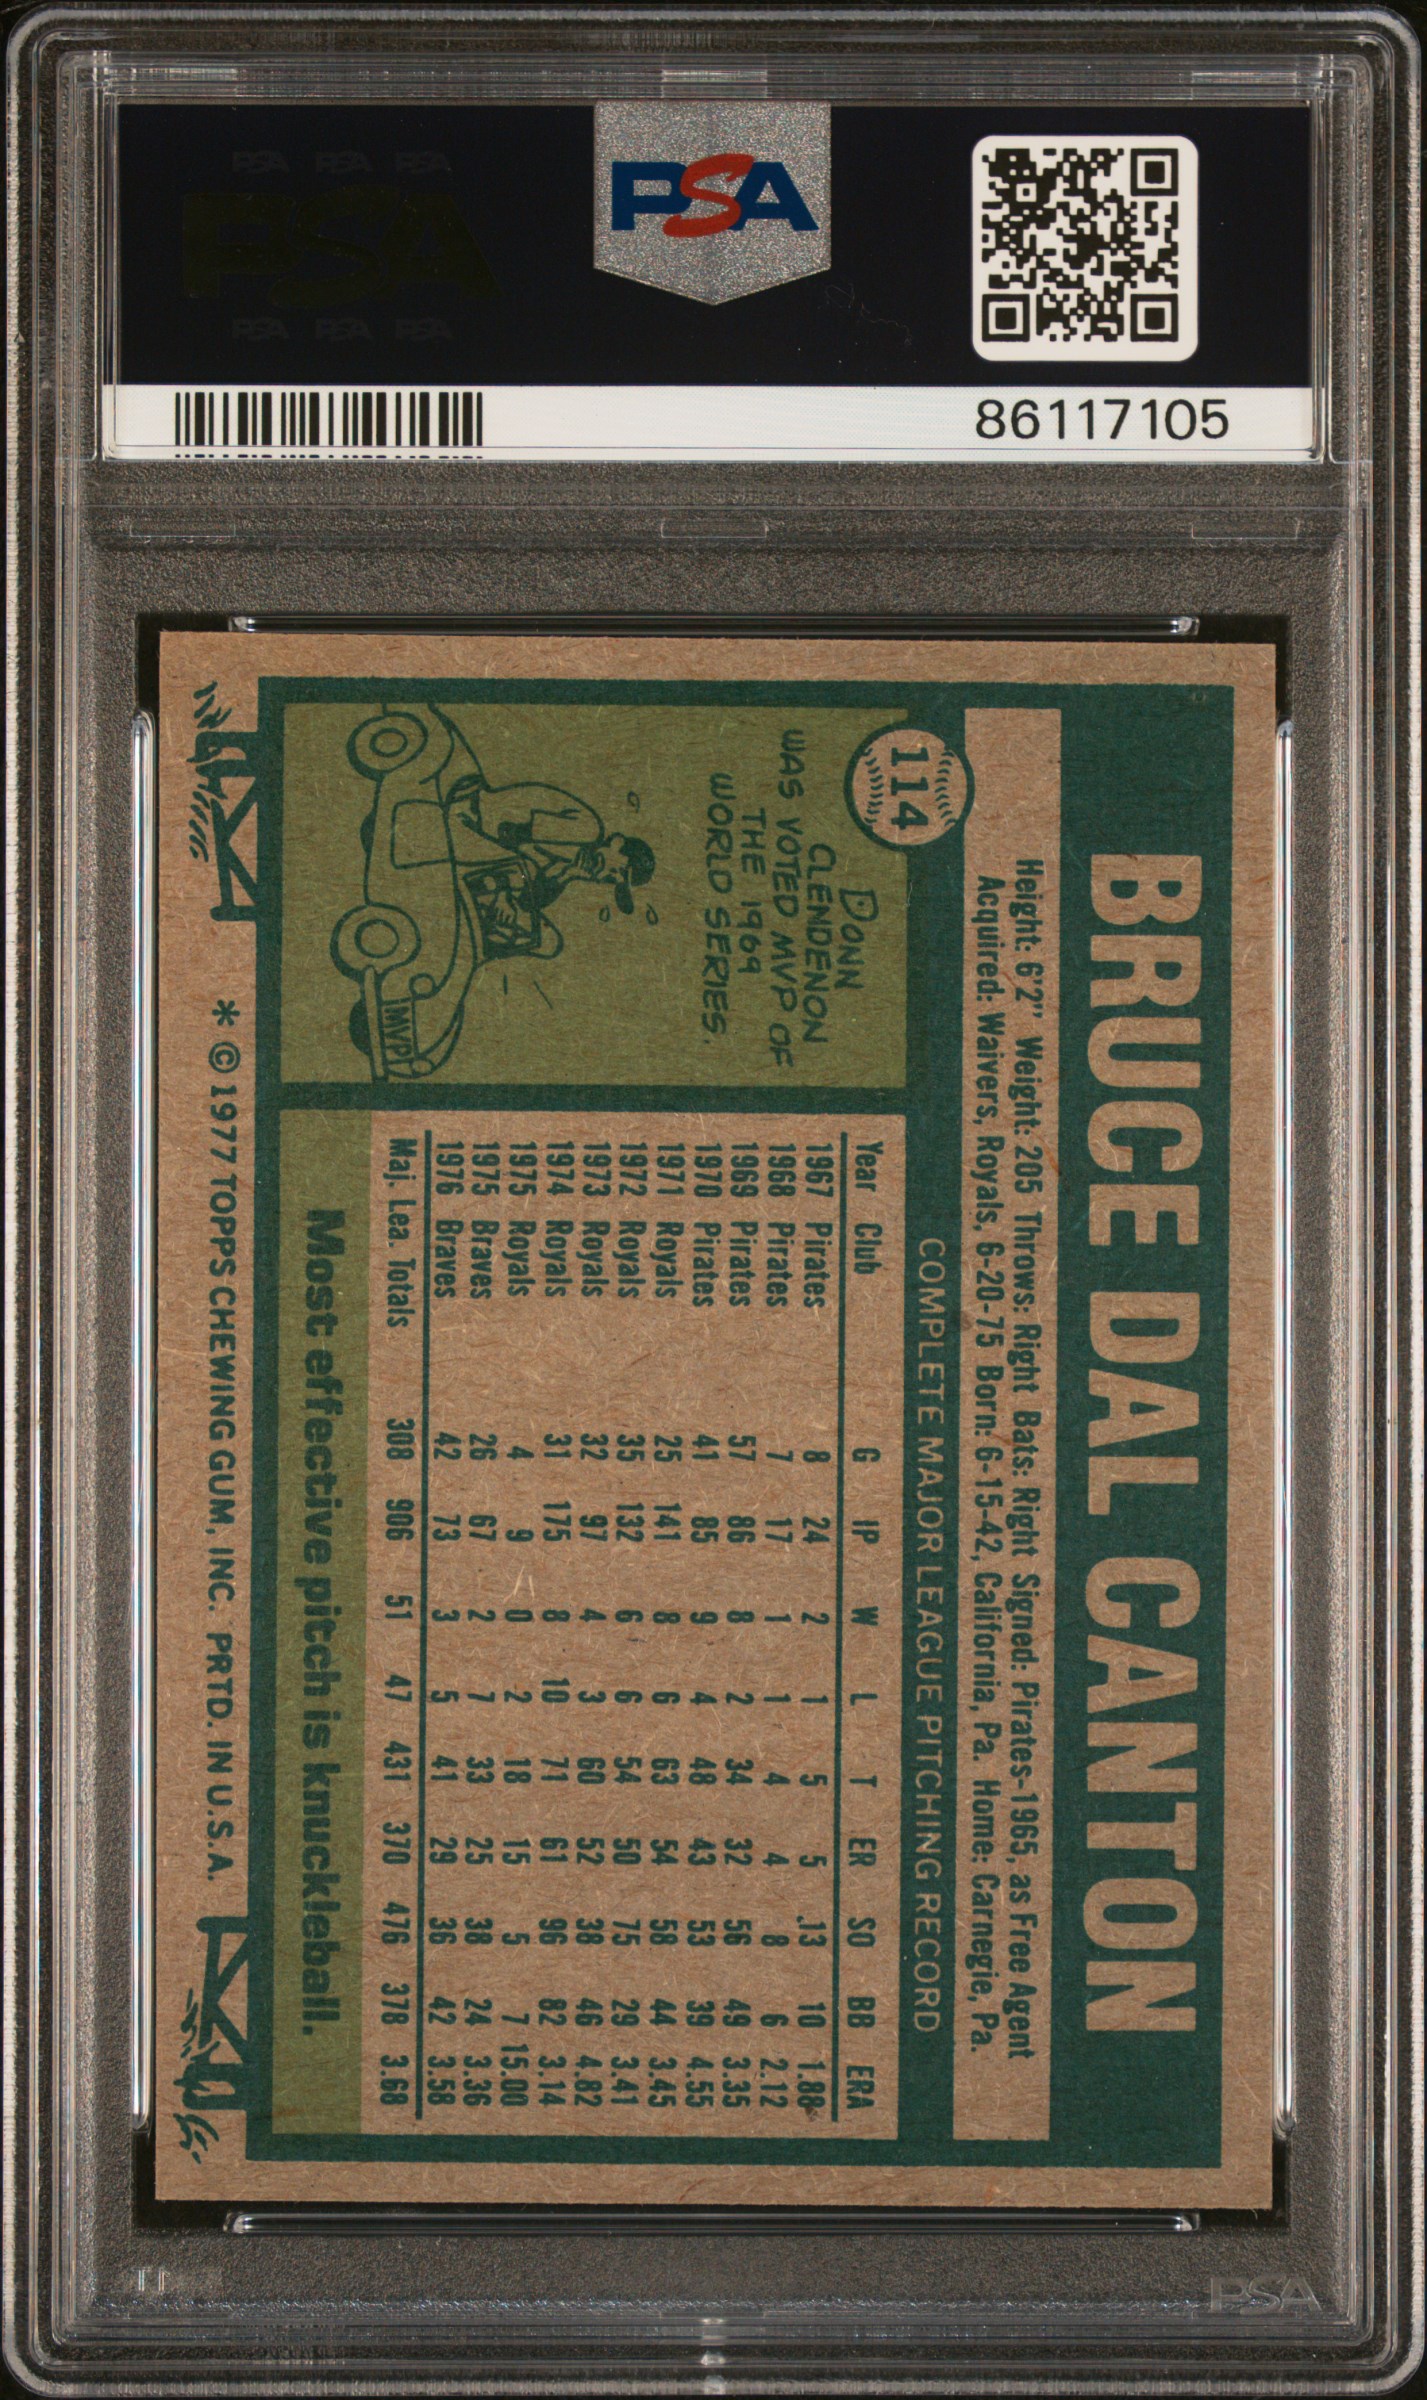 PSA PSA PSA
PSA
PSA PSA PSA
PSA
86117105
BRUCE DAL CANTON
114
Height: 6'2" Weight: 205 Throws: Right Bats: Right Signed: Pirates-1965, as Free Agent
Acquired: Waivers, Royals, 6-20-75 Born: 6-15-42, California, Pa. Home: Carnegie, Pa.
COMPLETE MAJOR LEAGUE PITCHING RECORD
DONN
CLENDENON
WAS VOTED MVP OF
THE 1969
WORLD SERIES.
MVP
Year Club G IP W L T ER SO BB ERA
1967 Pirates 8 24 2 1 5 5 .13 10 1.88
1968 Pirates 7 17 1 1 4 4 8 6 2.12
1969 Pirates 57 86 8 2 34 32 56 49 3.35
1970 Pirates 41 85 9 4 48 43 53 39 4.55
1971 Royals 25 141 8 6 63 54 58 44 3.45
1972 Royals 35 132 6 6 54 50 75 29 3.41
1973 Royals 32 97 4 3 60 52 38 46 4.82
1974 Royals 31 175 8 10 71 61 96 82 3.14
1975 Royals 4 9 0 2 18 15 5 7 15.00
1975 Braves 26 67 2 7 33 25 38 24 3.36
1976 Braves 42 73 3 5 41 29 36 42 3.58
Maj. Lea. Totals 308 906 51 47 431 370 476 378 3.68
Most effective pitch is knuckleball.
* © 1977 TOPPS CHEWING GUM, INC. PRTD. IN U.S.A.
PSA